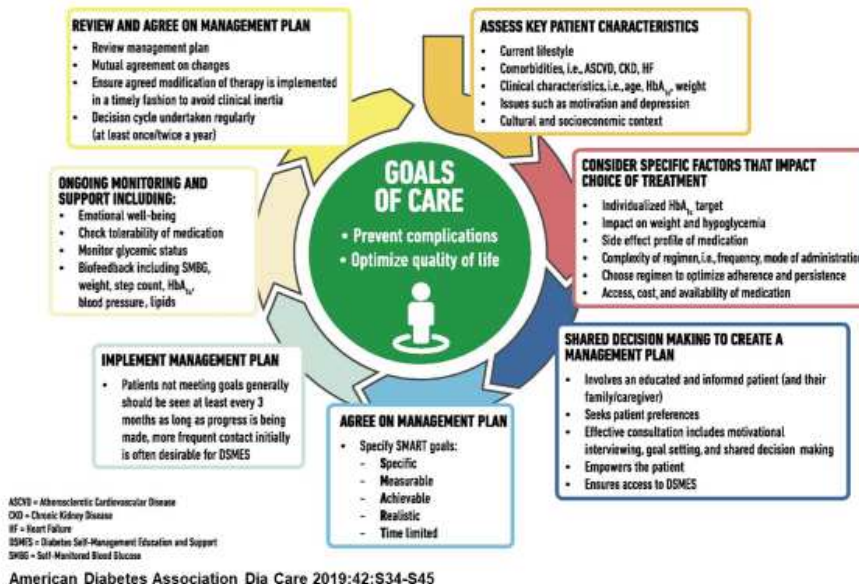 REVIEW AND AGREE ON MANAGEMENT PLAN
• Review management plan
• Mutual agreement on changes
• Ensure agreed modification of therapy is implemented
in a timely fashion to avoid clinical inertia
• Decision cycle undertaken regularly
(at least once/twice a year)
ASSESS KEY PATIENT CHARACTERISTICS
• Current lifestyle
• Comorbidities, i.e., ASCVD, CKD, HF
• Clinical characteristics, i.e., age, HbA1c, weight
• Issues such as motivation and depression
• Cultural and socioeconomic context
CONSIDER SPECIFIC FACTORS THAT IMPACT
CHOICE OF TREATMENT
• Individualized HbA1c target
• Impact on weight and hypoglycemia
• Side effect profile of medication
• Complexity of regimen, i.e., frequency, mode of administration
• Choose regimen to optimize adherence and persistence
• Access, cost, and availability of medication
SHARED DECISION MAKING TO CREATE A
MANAGEMENT PLAN
• Involves an educated and informed patient (and their
family/caregiver)
• Seeks patient preferences
• Effective consultation includes motivational
interviewing, goal setting, and shared decision making
• Empowers the patient
• Ensures access to DSMES
AGREE ON MANAGEMENT PLAN
• Specify SMART goals:
- Specific
- Measurable
- Achievable
- Realistic
- Time limited
IMPLEMENT MANAGEMENT PLAN
• Patients not meeting goals generally
should be seen at least every 3
months as long as progress is being
made, more frequent contact initially
is often desirable for DSMES
ONGOING MONITORING AND
SUPPORT INCLUDING:
• Emotional well-being
• Check tolerability of medication
• Monitor glycemic status
• Biofeedback including SMBG,
weight, step count, HbA1c,
blood pressure, lipids
GOALS
OF CARE
• Prevent complications
• Optimize quality of life
ASCVD = Atherosclerotic Cardiovascular Disease
CKD = Chronic Kidney Disease
HF = Heart Failure
DSMES = Diabetes Self-Management Education and Support
SMBG = Self-Monitored Blood Glucose
American Diabetes Association Dia Care 2019;42:S34-S45